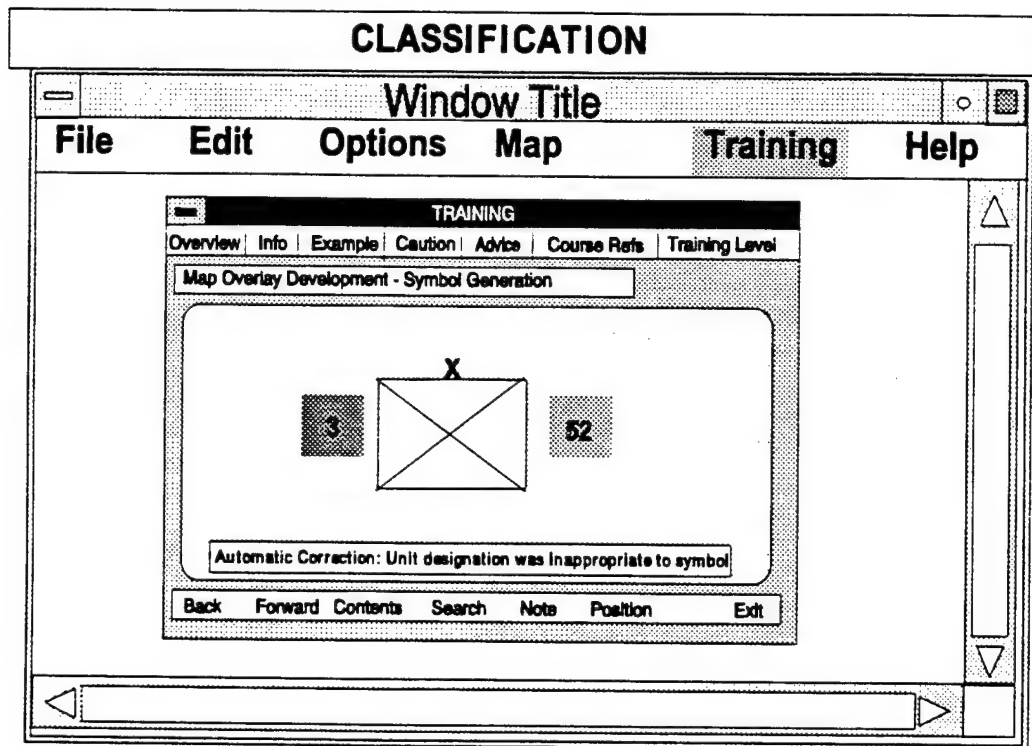 CLASSIFICATION
Window Title
File Edit Options Map Training Help
TRAINING
Overview Info Example Caution Advice Course Refs Training Level
Map Overlay Development - Symbol Generation
X
3 52
Automatic Correction: Unit designation was inappropriate to symbol
Back Forward Contents Search Note Position Exit